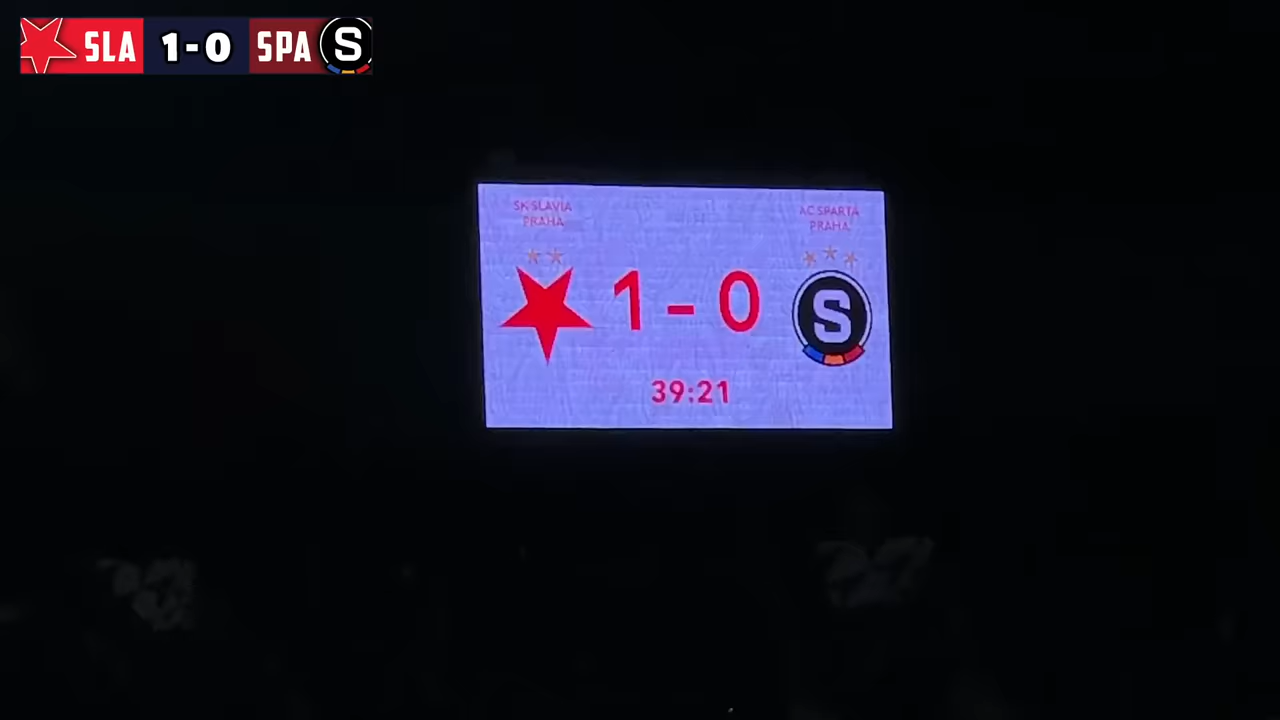 SLA 1-0 SPA S
SK SLAVIA
PRAHA
AC SPARTA
PRAHA
1 - 0
S
39:21